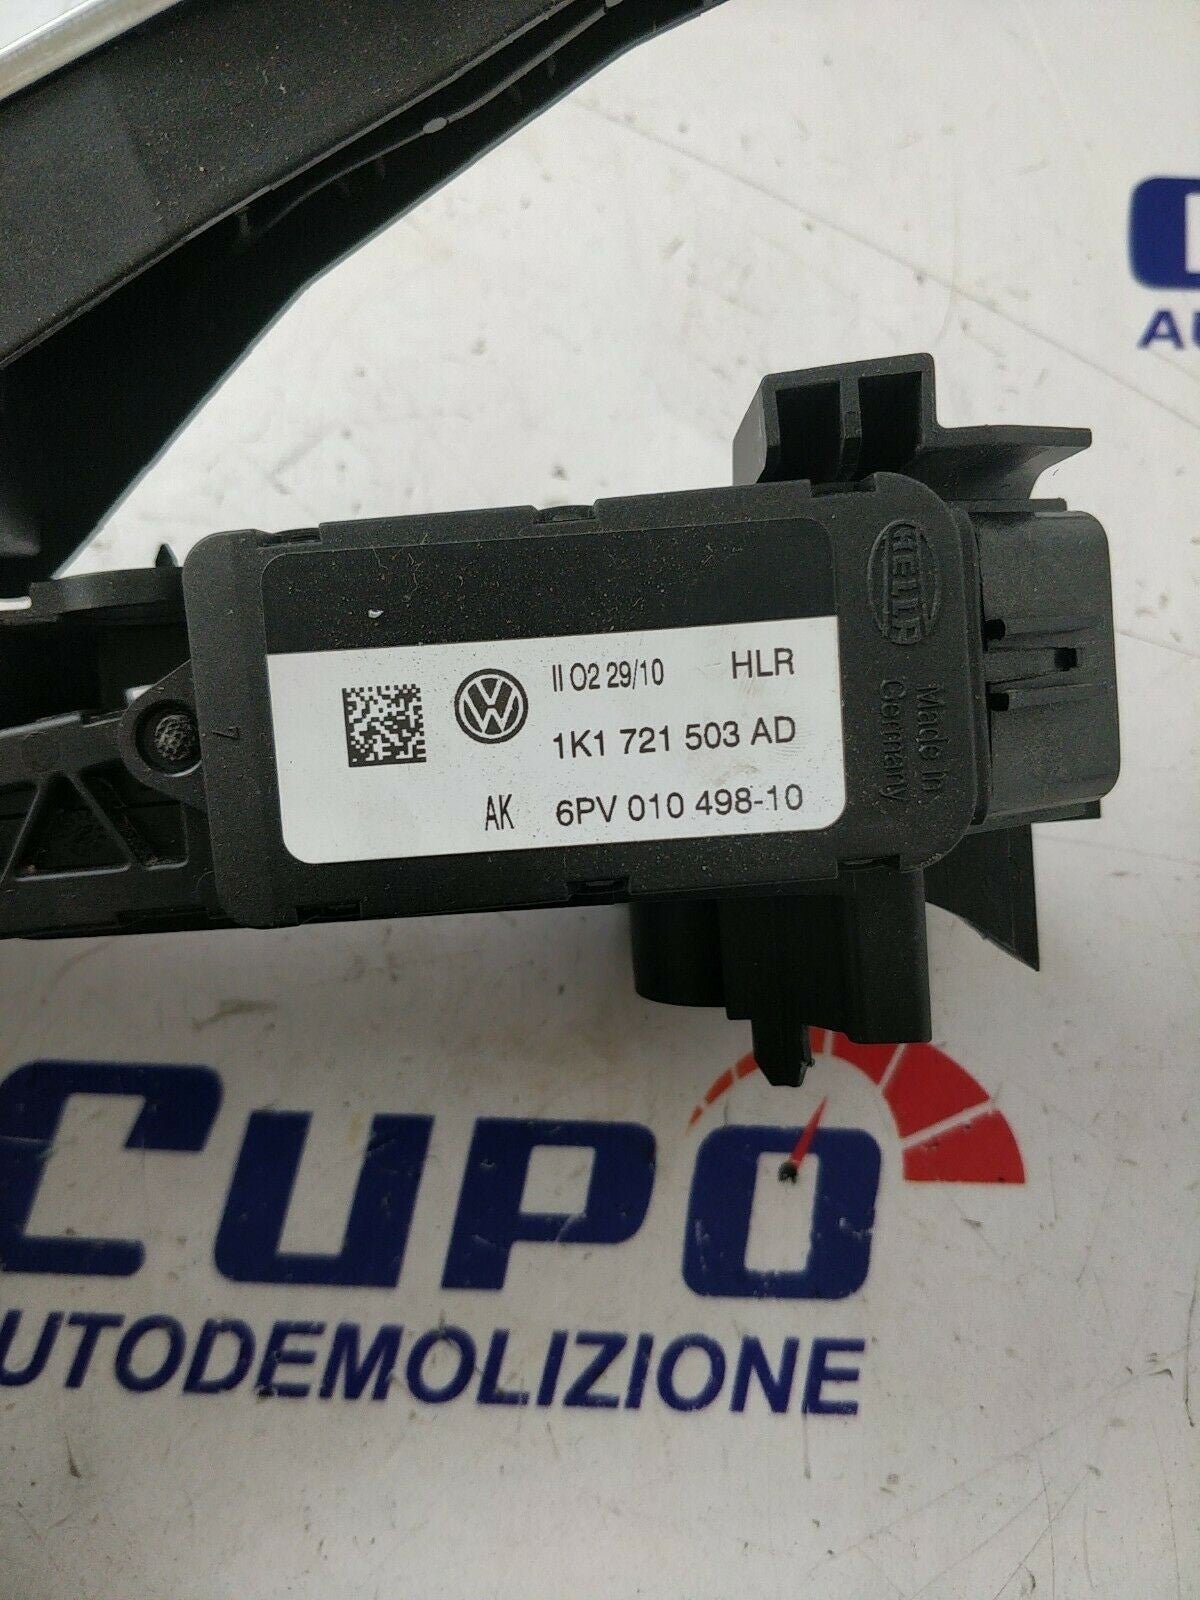 AU
HELLA
Made in
Germany
II O2 29/10 HLR
1K1 721 503 AD
AK 6PV 010 498-10
7
CUPO
UTODEMOLIZIONE